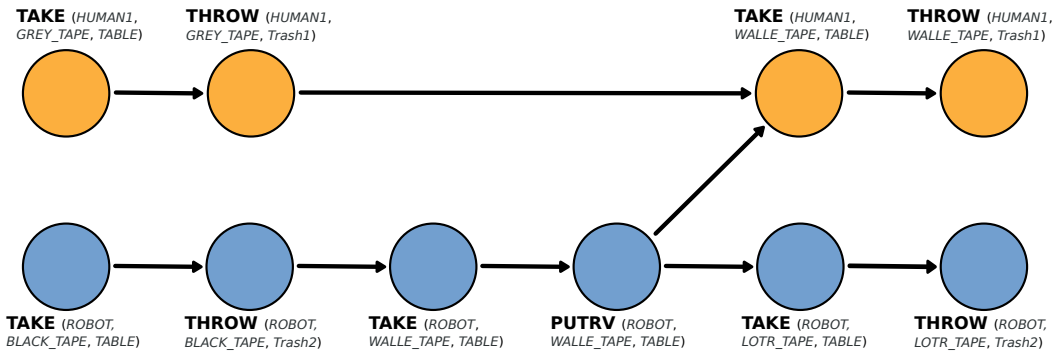 TAKE (HUMAN1,
GREY_TAPE, TABLE)
THROW (HUMAN1,
GREY_TAPE, Trash1)
TAKE (HUMAN1,
WALLE_TAPE, TABLE)
THROW (HUMAN1,
WALLE_TAPE, Trash1)
TAKE (ROBOT,
BLACK_TAPE, TABLE)
THROW (ROBOT,
BLACK_TAPE, Trash2)
TAKE (ROBOT,
WALLE_TAPE, TABLE)
PUTRV (ROBOT,
WALLE_TAPE, TABLE)
TAKE (ROBOT,
LOTR_TAPE, TABLE)
THROW (ROBOT,
LOTR_TAPE, Trash2)